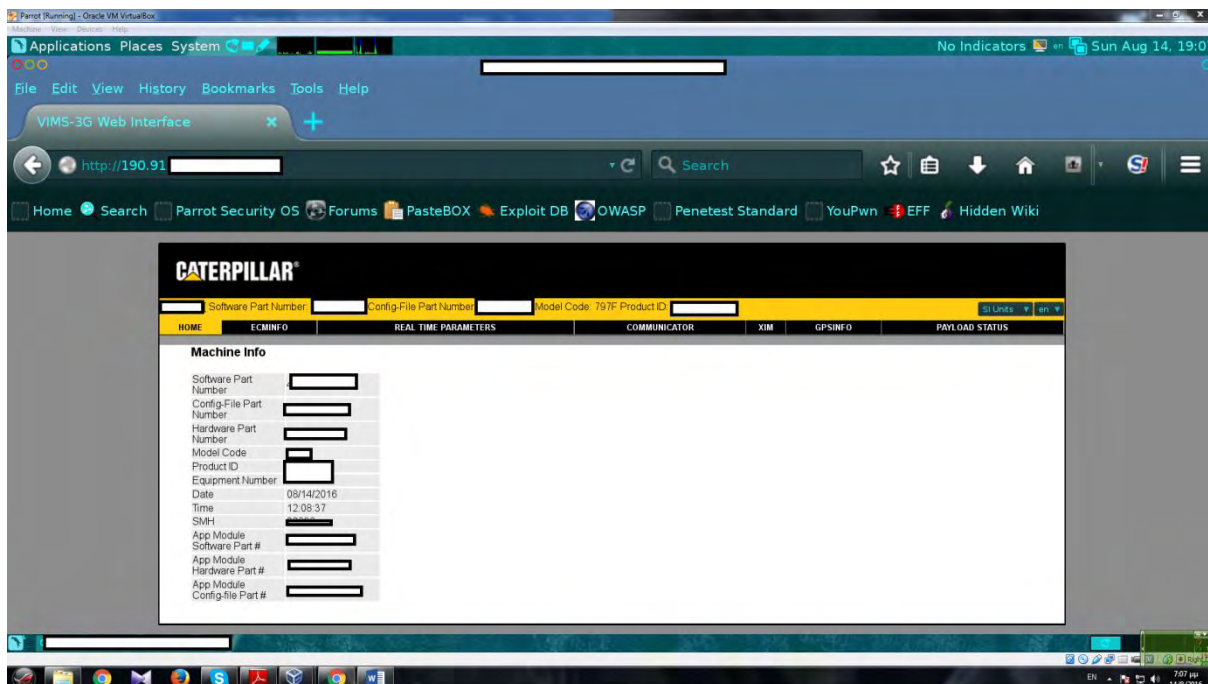 Parrot [Running] - Oracle VM VirtualBox
Machine View Devices Help
Applications Places System No Indicators en Sun Aug 14, 19:0
File Edit View History Bookmarks Tools Help
VIMS-3G Web Interface
http://190.91 Search S!
Home Search Parrot Security OS Forums PasteBOX Exploit DB OWASP Penetest Standard YouPwn EFF Hidden Wiki
CATERPILLAR®
Software Part Number: Config-File Part Number Model Code: 797F Product ID: SI Units en
HOME ECMINFO REAL TIME PARAMETERS COMMUNICATOR XIM GPSINFO PAYLOAD STATUS
Machine Info
Software Part
Number
Config-File Part
Number
Hardware Part
Number
Model Code
Product ID
Equipment Number
Date 08/14/2016
Time 12:08:37
SMH
App Module
Software Part #
App Module
Hardware Part #
App Module
Config-file Part #
EN 7:07 μμ
14/8/2016